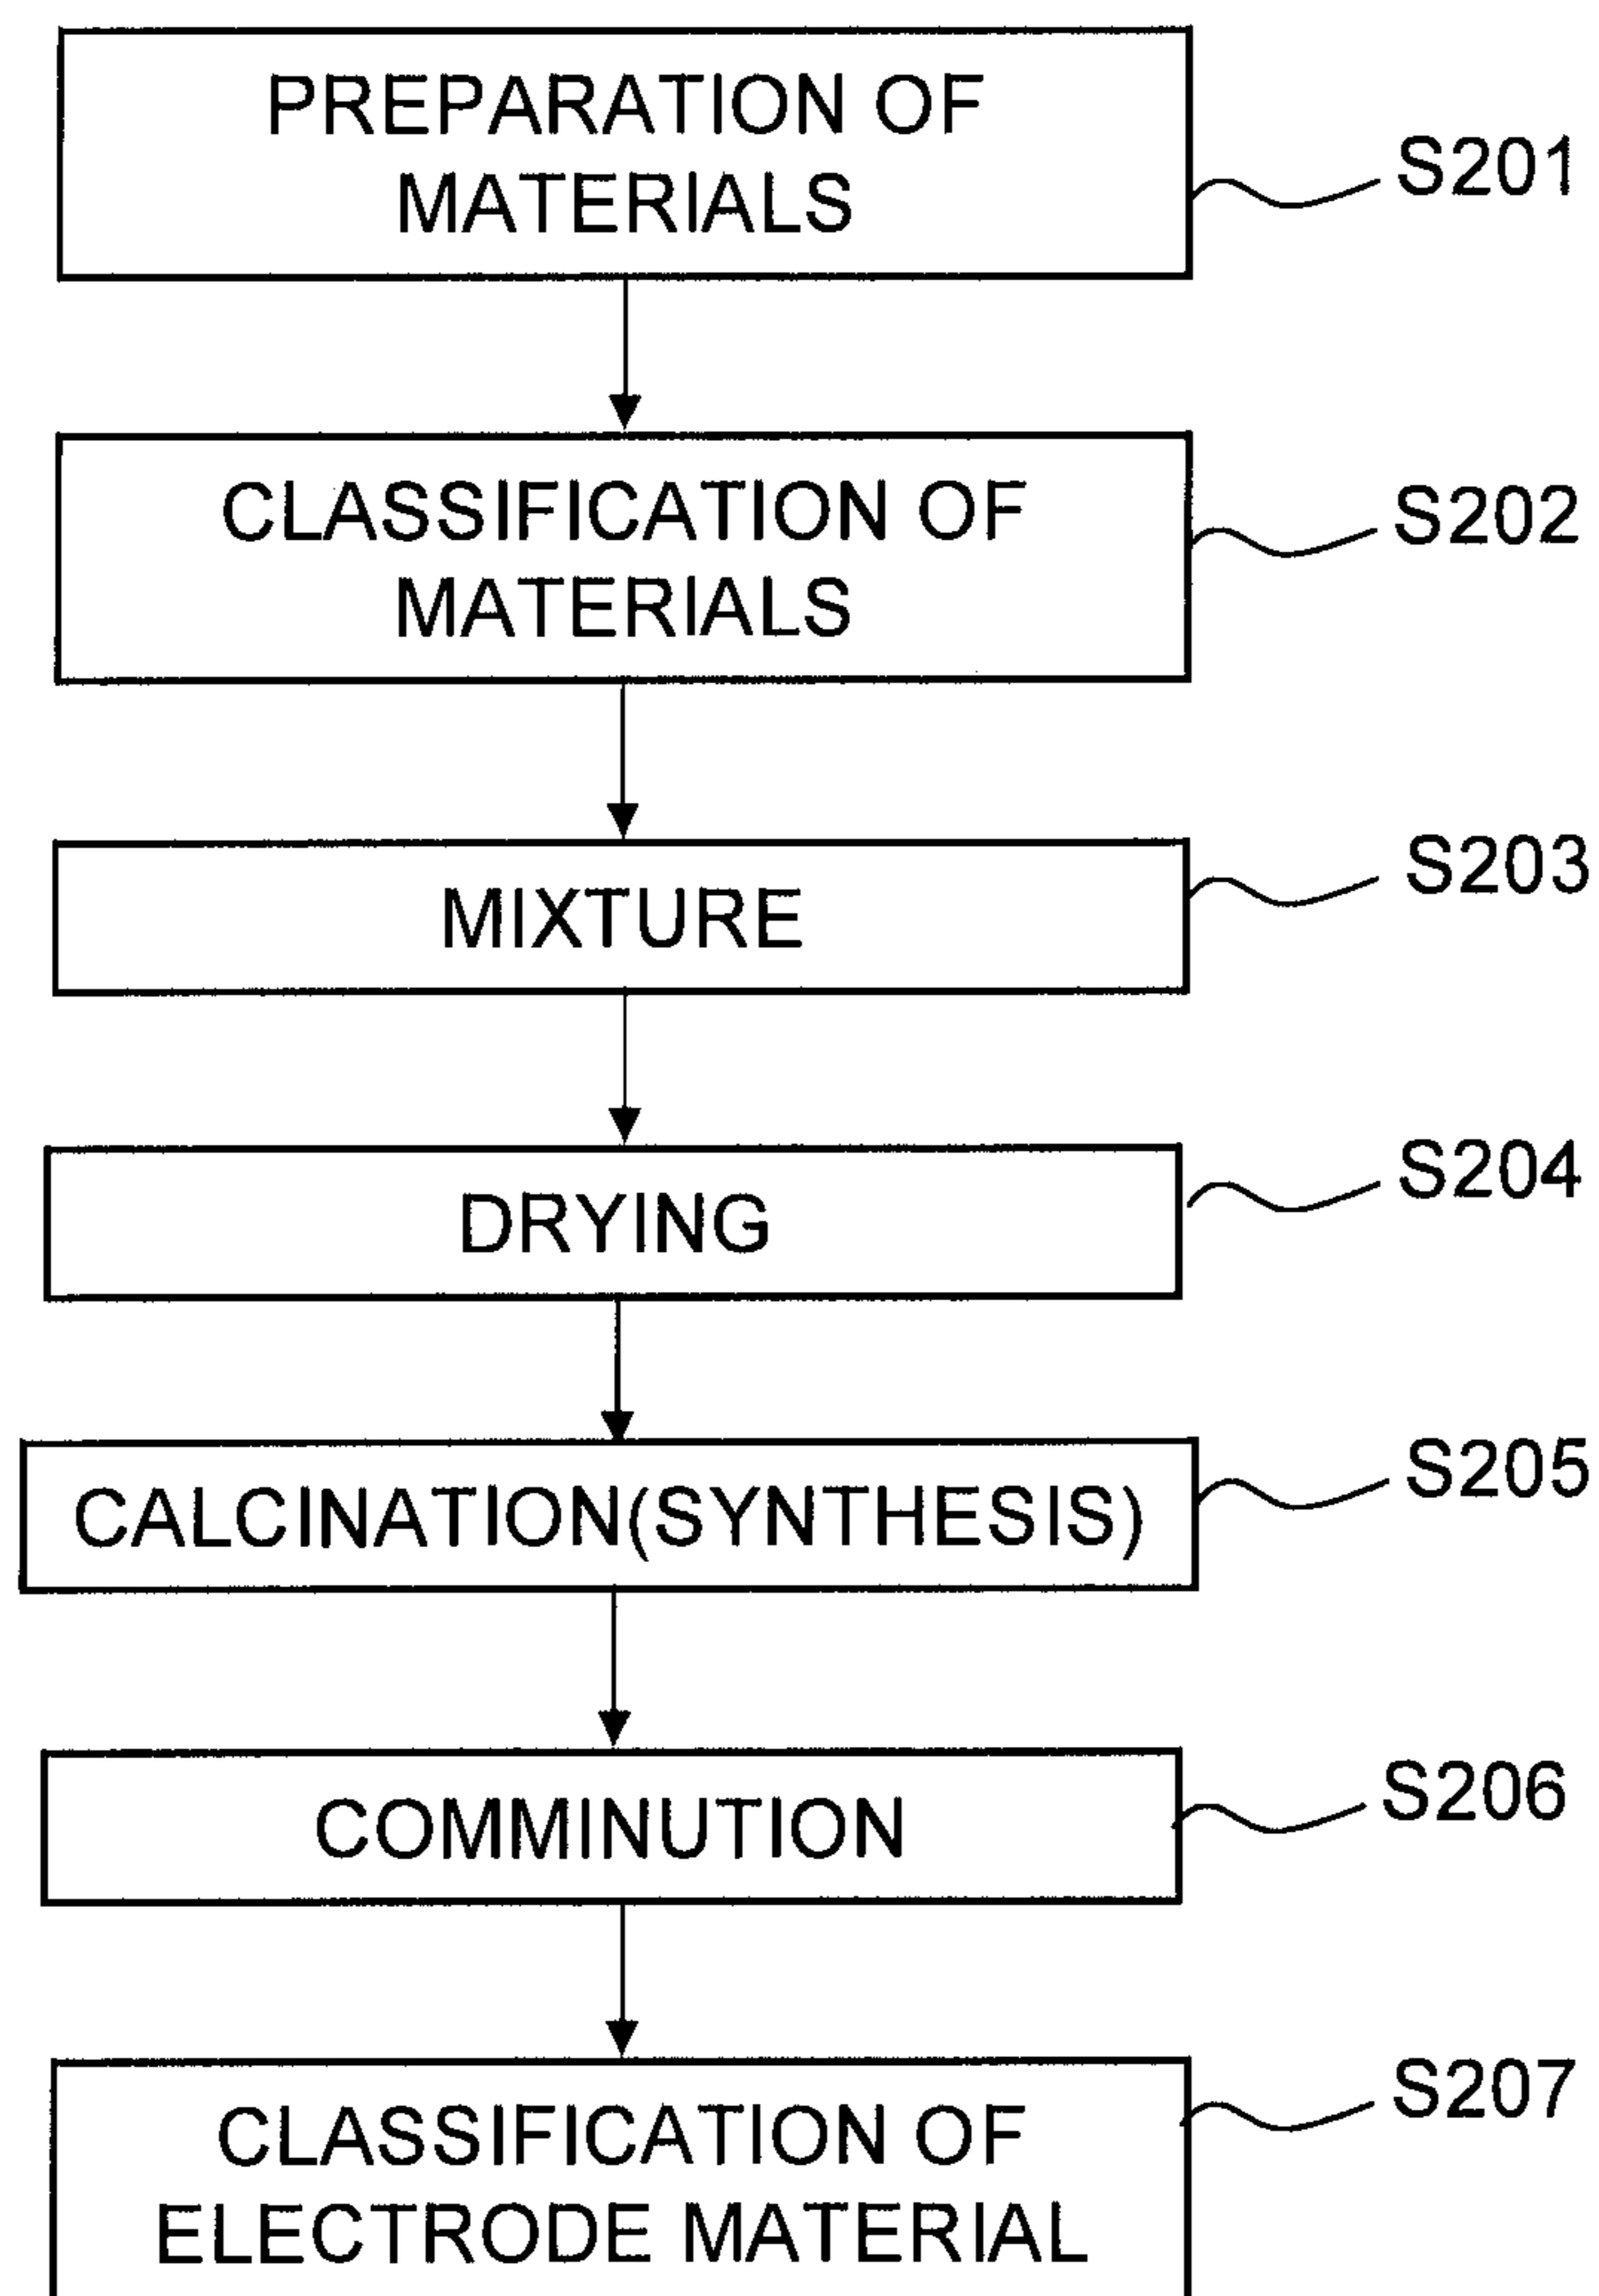 PREPARATION OF
MATERIALS
S201
CLASSIFICATION OF
MATERIALS
S202
MIXTURE
S203
DRYING
S204
CALCINATION(SYNTHESIS)
S205
COMMINUTION
S206
CLASSIFICATION OF
ELECTRODE MATERIAL
S207